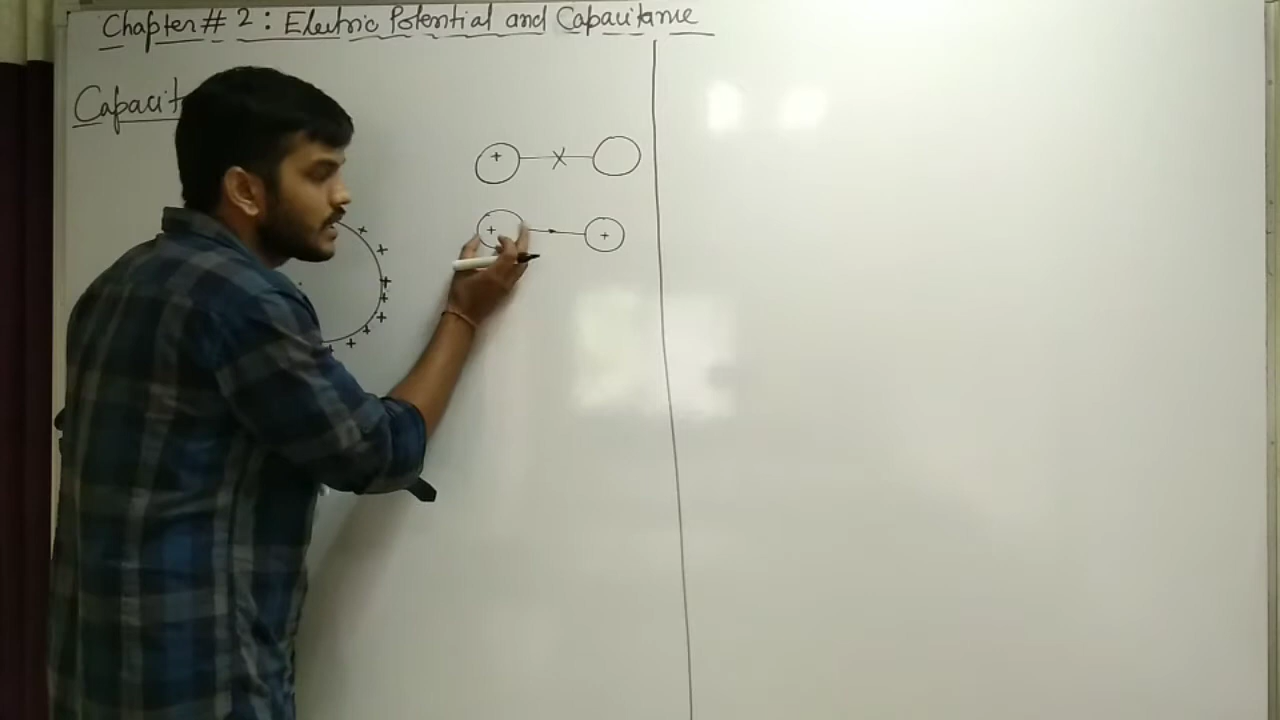 Chapter # 2 : Electric Potential and Capacitance
Capacit
+ X
+ +
+ + + + + + + +